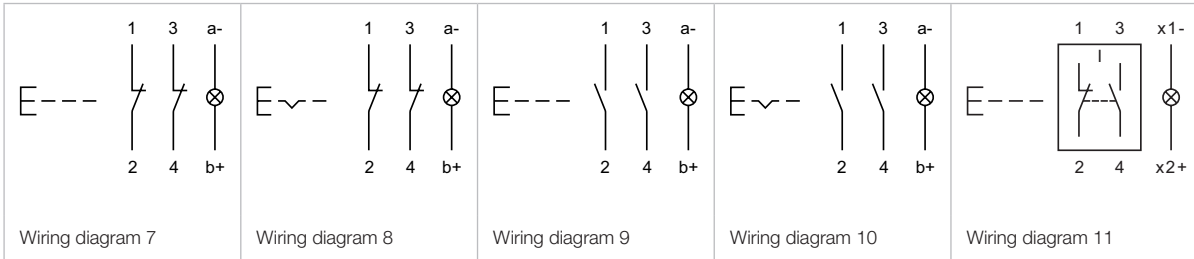 1 3 a-
2 4 b+
Wiring diagram 7
1 3 a-
2 4 b+
Wiring diagram 8
1 3 a-
2 4 b+
Wiring diagram 9
1 3 a-
2 4 b+
Wiring diagram 10
1 3 x1-
I
2 4 x2+
Wiring diagram 11